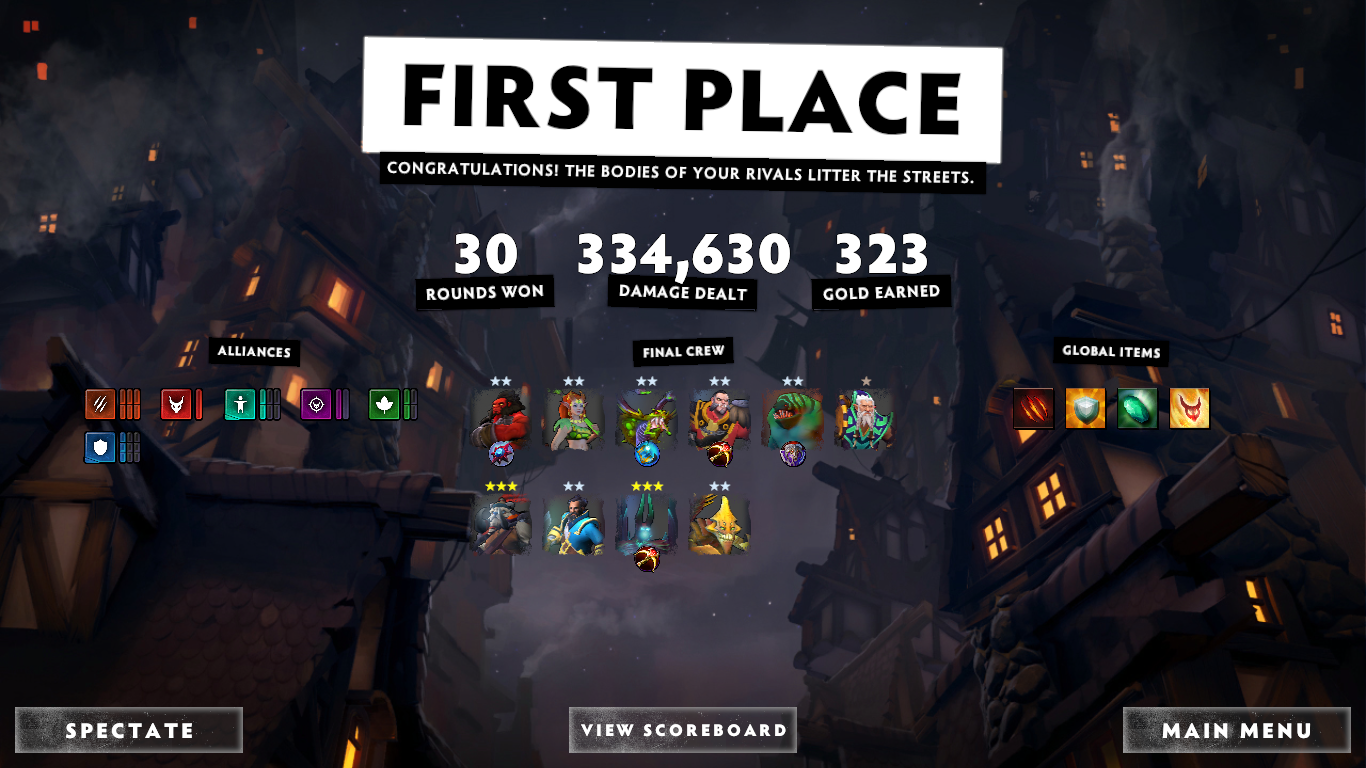 FIRST PLACE
CONGRATULATIONS! THE BODIES OF YOUR RIVALS LITTER THE STREETS.
30 334,630 323
ROUNDS WON DAMAGE DEALT GOLD EARNED
ALLIANCES FINAL CREW GLOBAL ITEMS
SPECTATE VIEW SCOREBOARD MAIN MENU